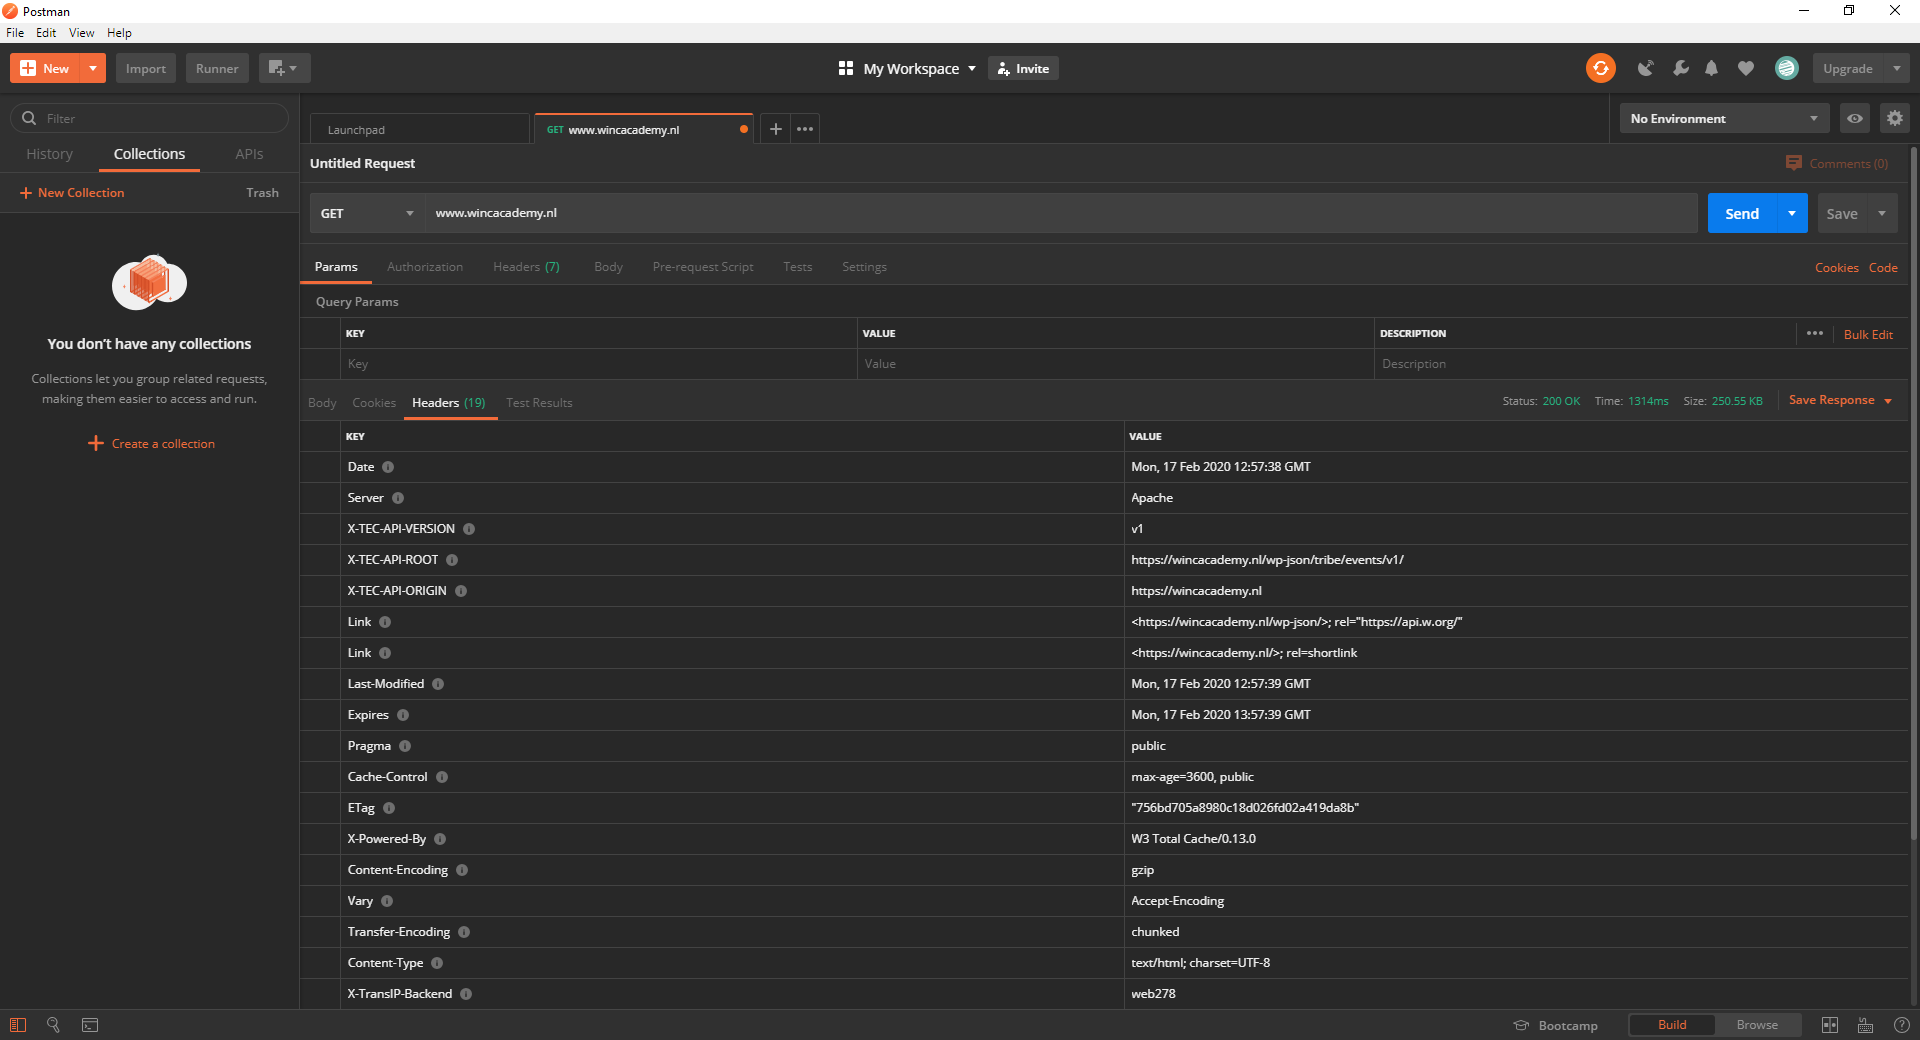 Postman
File Edit View Help
New Import Runner My Workspace Invite Upgrade
Filter
Launchpad GET www.wincacademy.nl No Environment
History Collections APIs
Untitled Request Comments (0)
New Collection Trash
GET www.wincacademy.nl Send Save
Params Authorization Headers (7) Body Pre-request Script Tests Settings Cookies Code
Query Params
KEY VALUE DESCRIPTION Bulk Edit
Key Value Description
You don't have any collections
Collections let you group related requests,
making them easier to access and run.
Create a collection
Body Cookies Headers (19) Test Results Status: 200 OK Time: 1314ms Size: 250.55 KB Save Response
KEY VALUE
Date Mon, 17 Feb 2020 12:57:38 GMT
Server Apache
X-TEC-API-VERSION v1
X-TEC-API-ROOT https://wincacademy.nl/wp-json/tribe/events/v1/
X-TEC-API-ORIGIN https://wincacademy.nl
Link <https://wincacademy.nl/wp-json/>; rel="https://api.w.org/"
Link <https://wincacademy.nl/>; rel=shortlink
Last-Modified Mon, 17 Feb 2020 12:57:39 GMT
Expires Mon, 17 Feb 2020 13:57:39 GMT
Pragma public
Cache-Control max-age=3600, public
ETag "756bd705a8980c18d026fd02a419da8b"
X-Powered-By W3 Total Cache/0.13.0
Content-Encoding gzip
Vary Accept-Encoding
Transfer-Encoding chunked
Content-Type text/html; charset=UTF-8
X-TransIP-Backend web278
Bootcamp Build Browse